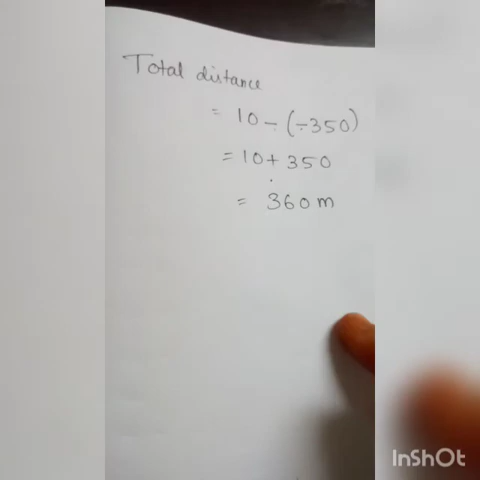 Total distance
= 10 - (-350)
= 10 + 350
= 360 m
InShOt